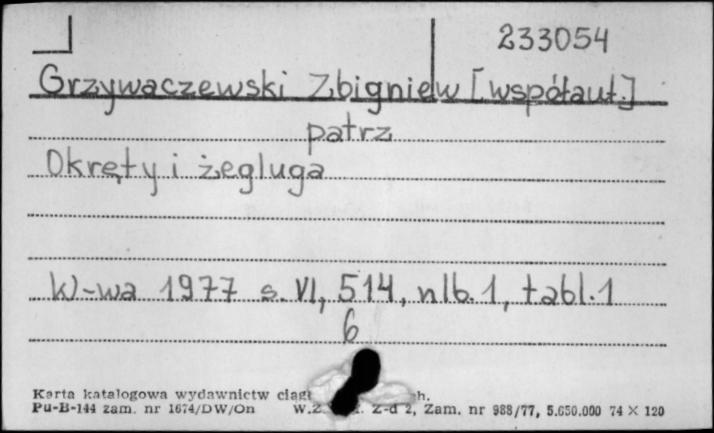 233054
Grzywaczewski Zbigniew [współaut.]
patrz
Okręty i żegluga
W-wa 1977 s. VI, 514, nlb. 1, tabl. 1
6
Karta katalogowa wydawnictw
Pu-B-144 zam. nr 1674/DW/On Z-d 2, Zam. nr 988/77, 5.650.000 74 × 120